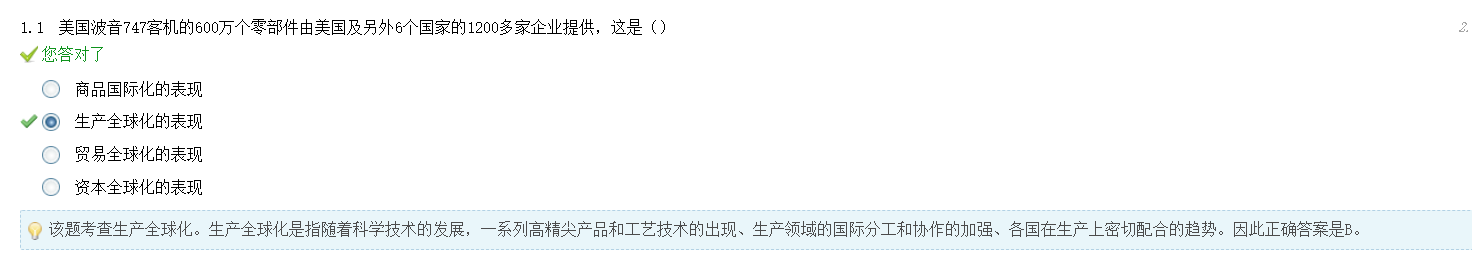 1.1 美国波音747客机的600万个零部件由美国及另外6个国家的1200多家企业提供，这是（）
2.
您答对了
商品国际化的表现
生产全球化的表现
贸易全球化的表现
资本全球化的表现
该题考查生产全球化。生产全球化是指随着科学技术的发展，一系列高精尖产品和工艺技术的出现、生产领域的国际分工和协作的加强、各国在生产上密切配合的趋势。因此正确答案是B。